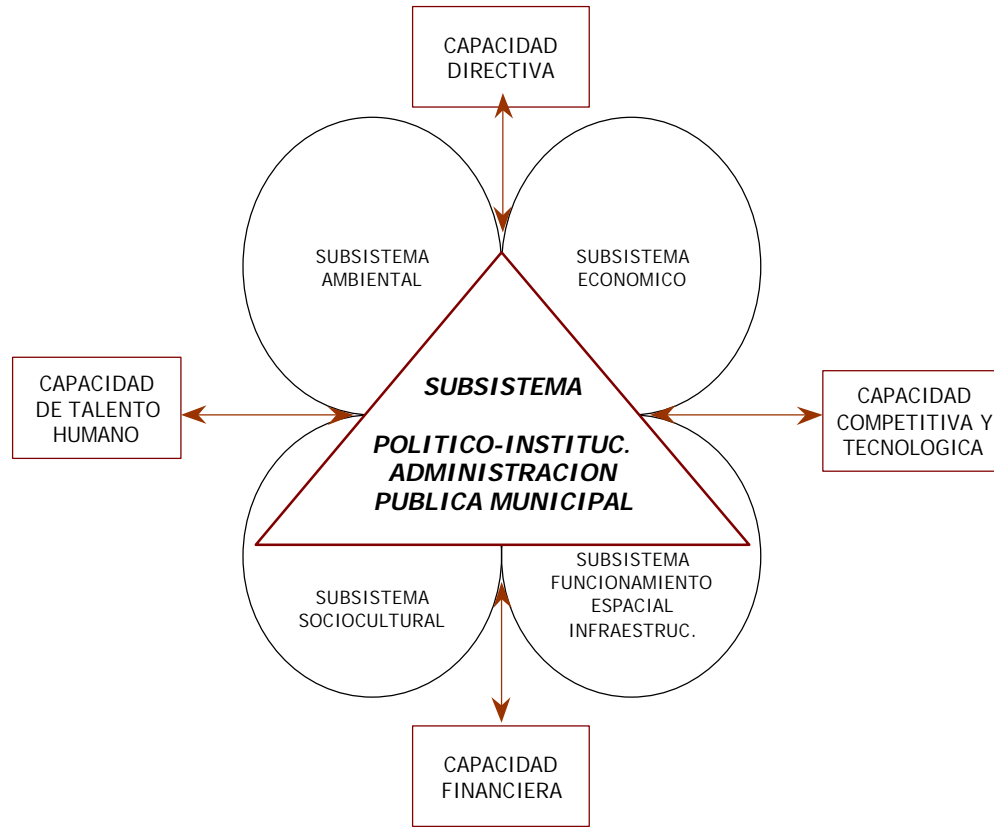 CAPACIDAD
DIRECTIVA
SUBSISTEMA
AMBIENTAL
SUBSISTEMA
ECONOMICO
CAPACIDAD
DE TALENTO
HUMANO
SUBSISTEMA
POLITICO-INSTITUC.
ADMINISTRACION
PUBLICA MUNICIPAL
CAPACIDAD
COMPETITIVA Y
TECNOLOGICA
SUBSISTEMA
SOCIOCULTURAL
SUBSISTEMA
FUNCIONAMIENTO
ESPACIAL
INFRAESTRUC.
CAPACIDAD
FINANCIERA